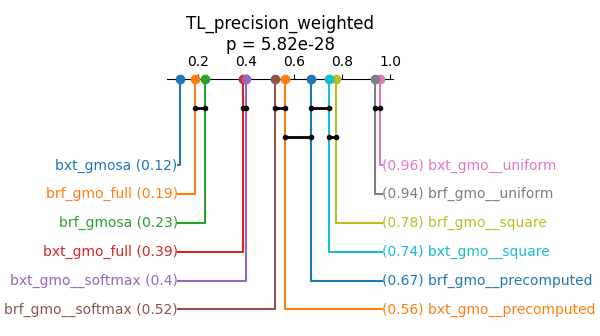 TL_precision_weighted
p = 5.82e-28
0.2 0.4 0.6 0.8 1.0
bxt_gmosa (0.12) (0.96) bxt_gmo__uniform
brf_gmo_full (0.19) (0.94) brf_gmo__uniform
brf_gmosa (0.23) (0.78) brf_gmo__square
bxt_gmo_full (0.39) (0.74) bxt_gmo__square
bxt_gmo__softmax (0.4) (0.67) brf_gmo__precomputed
brf_gmo__softmax (0.52) (0.56) bxt_gmo__precomputed